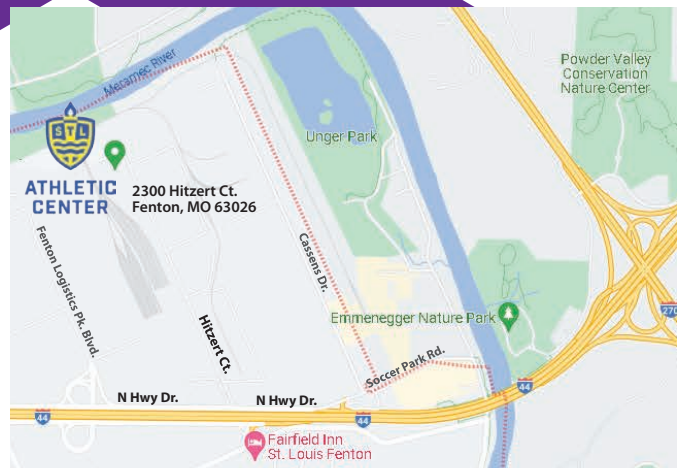 Meramec River
Powder Valley
Conservation
Nature Center
Unger Park
STL
ATHLETIC
CENTER
2300 Hitzert Ct.
Fenton, MO 63026
Fenton Logistics Pk. Blvd.
Cassens Dr.
Hitzert Ct.
Emmenegger Nature Park
270
Soccer Park Rd.
44
N Hwy Dr.
N Hwy Dr.
44
44
Fairfield Inn
St. Louis Fenton